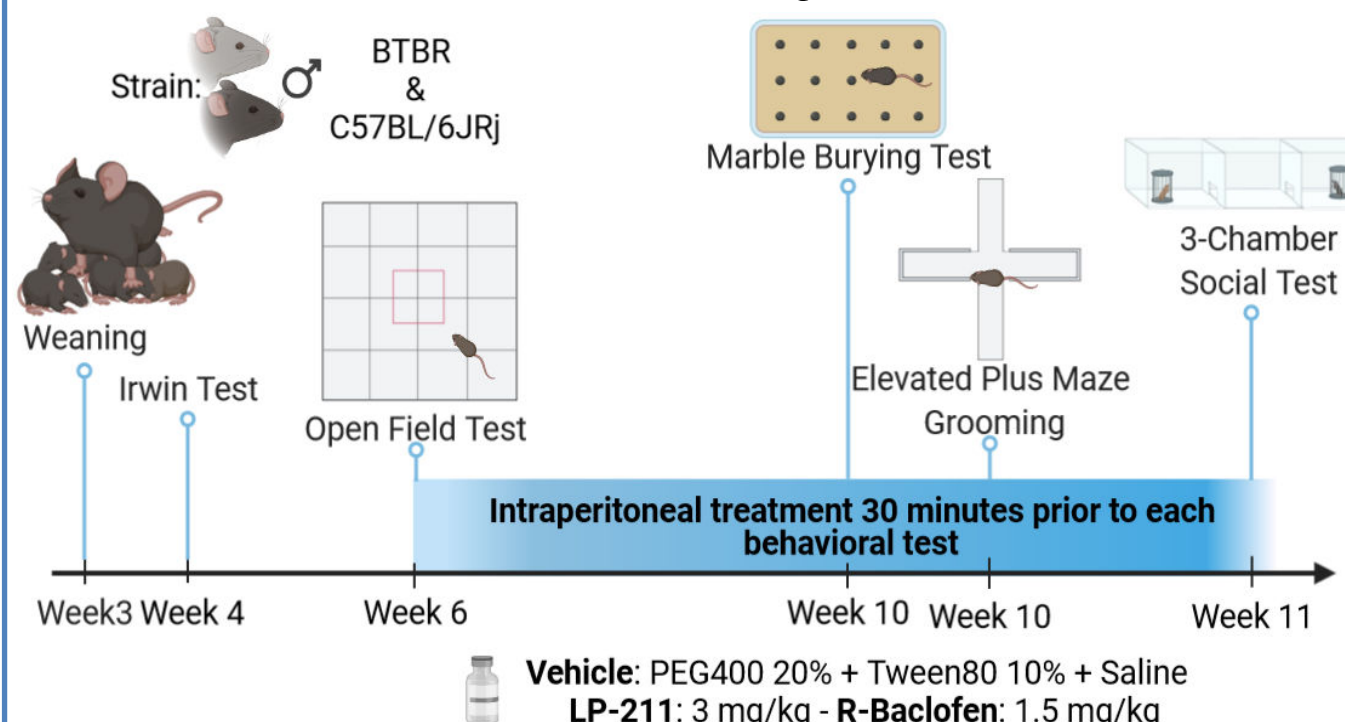 Strain:
BTBR
&
C57BL/6JRj
Marble Burying Test
3-Chamber
Social Test
Weaning
Irwin Test
Open Field Test
Elevated Plus Maze
Grooming
Intraperitoneal treatment 30 minutes prior to each
behavioral test
Week3 Week 4 Week 6 Week 10 Week 10 Week 11
Vehicle: PEG400 20% + Tween80 10% + Saline
LP-211: 3 mg/kg - R-Baclofen: 1.5 mg/kg